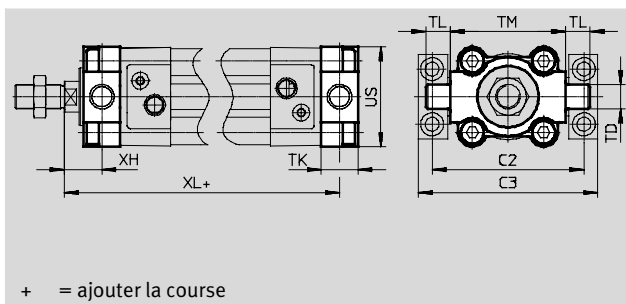 TL TM TL
US
TD
XH TK C2
XL+ C3
+ = ajouter la course